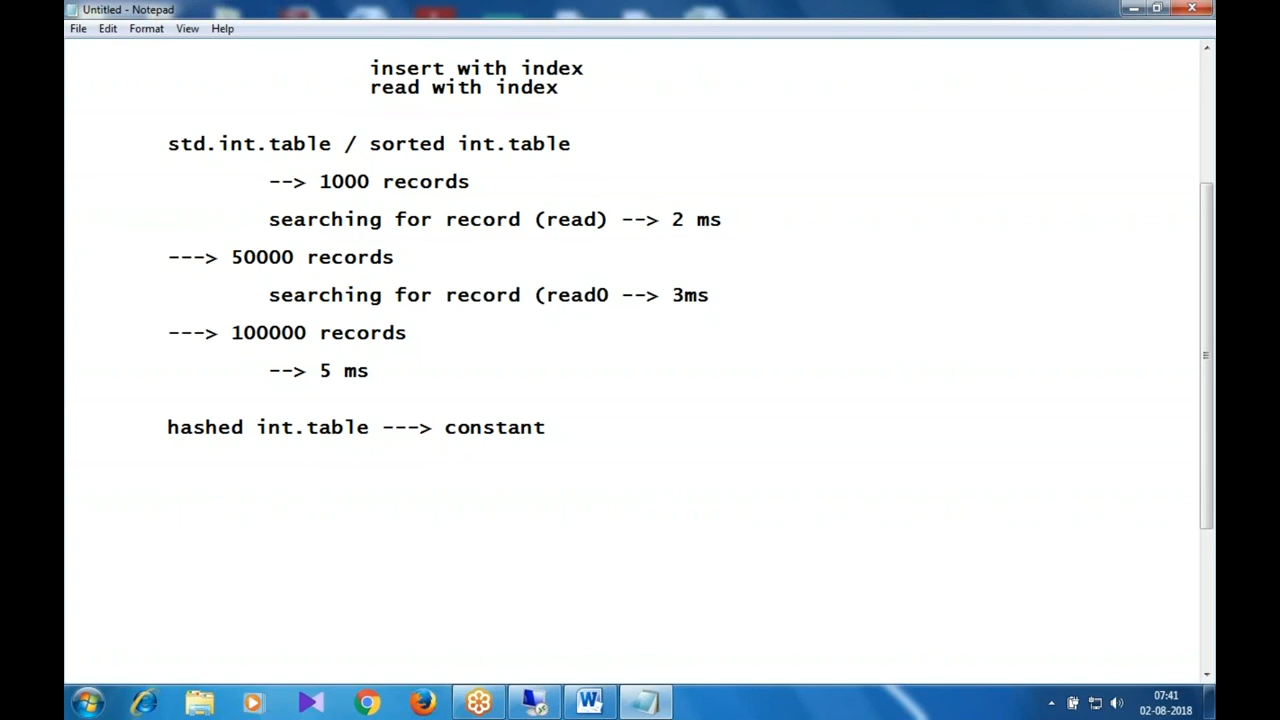 Untitled - Notepad
File Edit Format View Help
insert with index
read with index
std.int.table / sorted int.table
--> 1000 records
searching for record (read) --> 2 ms
---> 50000 records
searching for record (read0 --> 3ms
---> 100000 records
--> 5 ms
hashed int.table ---> constant
07:41
02-08-2018